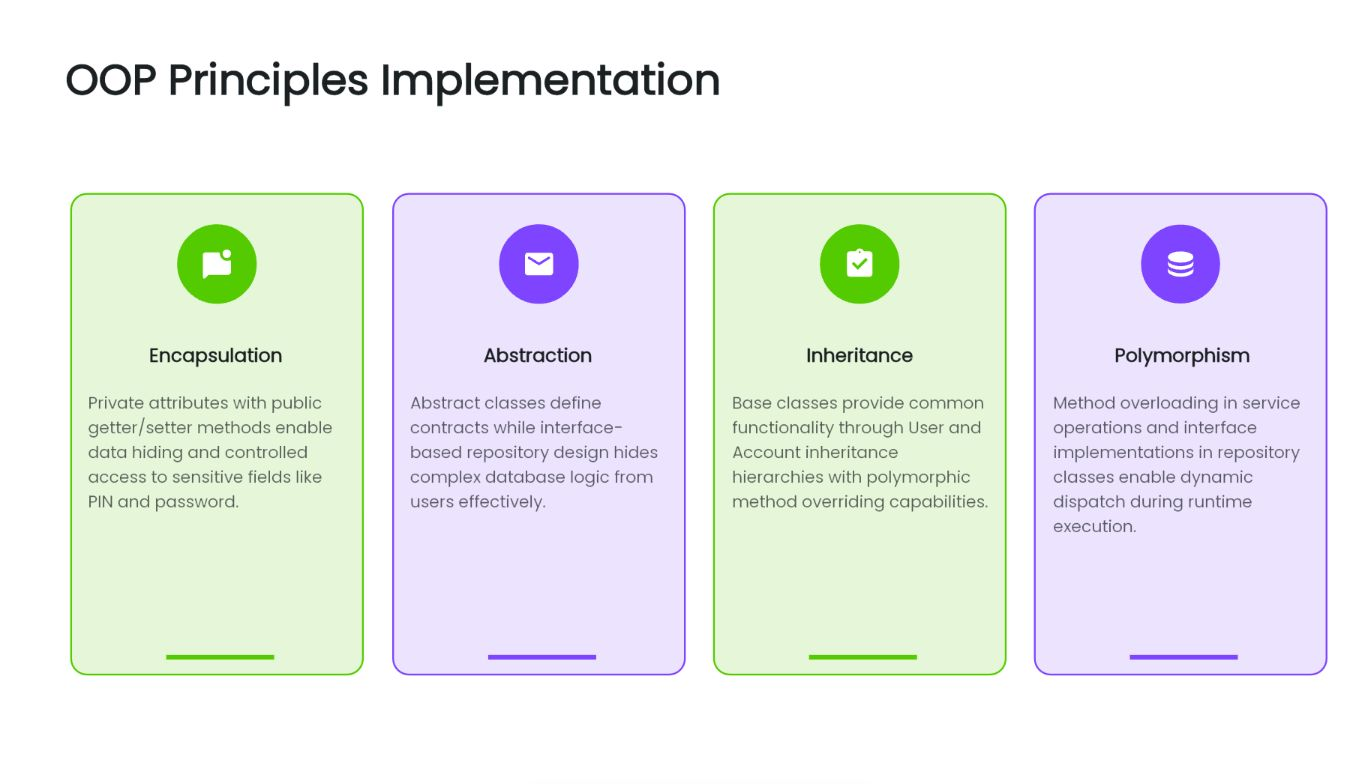 OOP Principles Implementation
Encapsulation
Private attributes with public
getter/setter methods enable
data hiding and controlled
access to sensitive fields like
PIN and password.
Abstraction
Abstract classes define
contracts while interface-
based repository design hides
complex database logic from
users effectively.
Inheritance
Base classes provide common
functionality through User and
Account inheritance
hierarchies with polymorphic
method overriding capabilities.
Polymorphism
Method overloading in service
operations and interface
implementations in repository
classes enable dynamic
dispatch during runtime
execution.